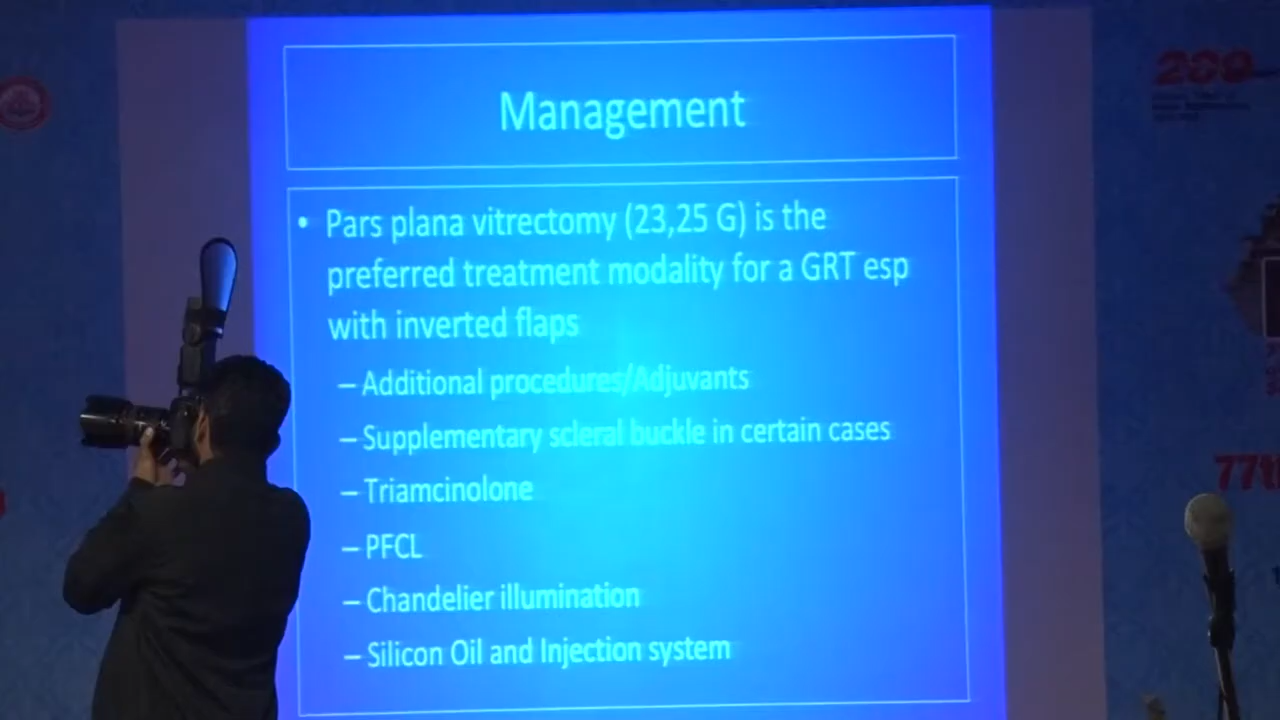 Management
• Pars plana vitrectomy (23,25 G) is the
preferred treatment modality for a GRT esp
with inverted flaps
– Additional procedures/Adjuvants
– Supplementary scleral buckle in certain cases
– Triamcinolone
– PFCL
– Chandelier illumination
– Silicon Oil and Injection system
77t